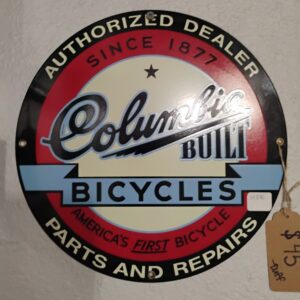 AUTHORIZED DEALER
SINCE 1877
Columbia
BUILT
BICYCLES
AMERICA'S FIRST BICYCLE
PARTS AND REPAIRS
$45